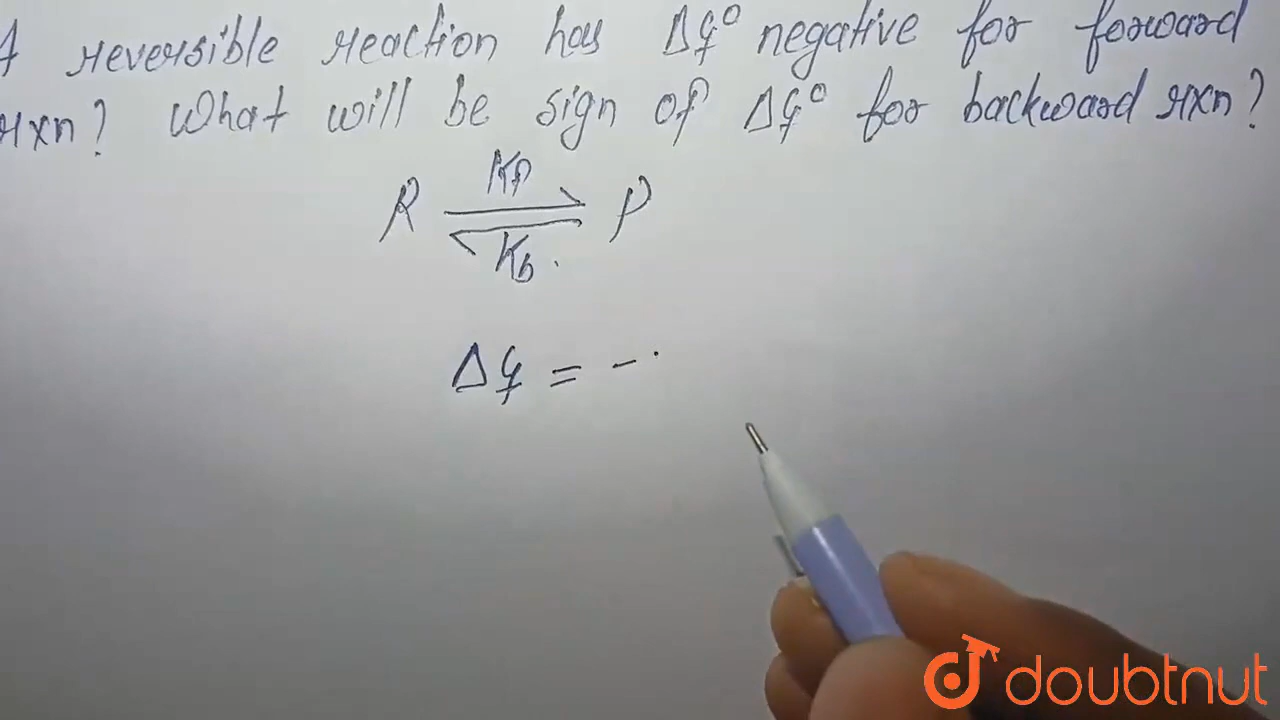 A reversible reaction has ΔG° negative for forward
rxn? What will be sign of ΔG° for backward rxn?
Kf
R ⇌ P
Kb
ΔG = -
doubtnut